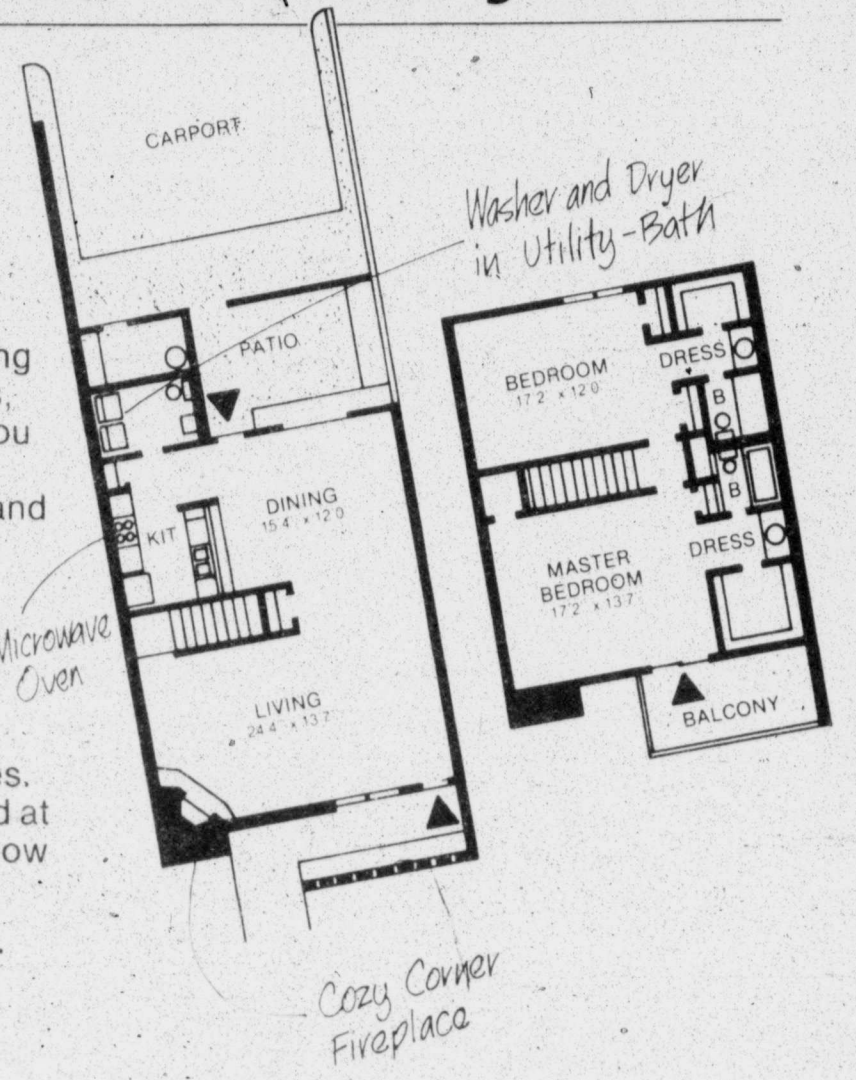 CARPORT
Washer and Dryer
in Utility-Bath
PATIO
BEDROOM
17'2" x 12'0"
DRESS
B
B
DRESS
DINING
15'4" x 12'0"
KIT
MASTER
BEDROOM
17'2" x 13'7"
Microwave
Oven
LIVING
24'4" x 13'7"
BALCONY
Cozy Corner
Fireplace
ing
ou
and
es.
d at
ow